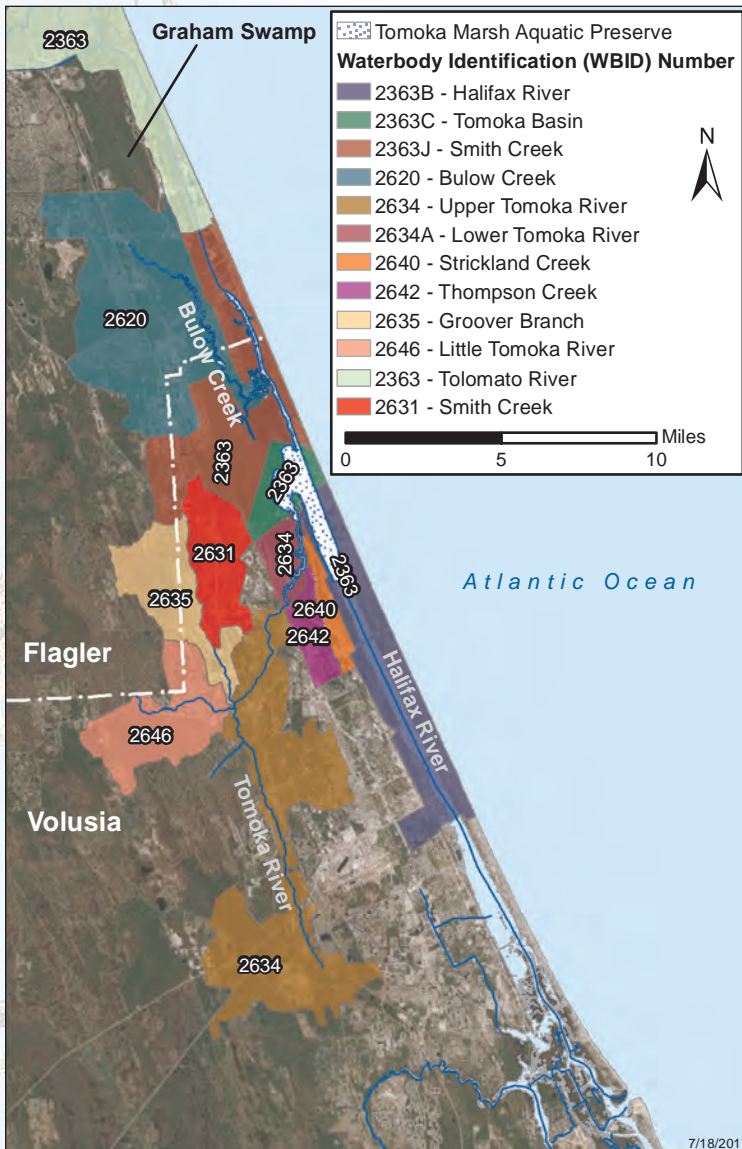 2363
Graham Swamp
Tomoka Marsh Aquatic Preserve
Waterbody Identification (WBID) Number
2363B - Halifax River
2363C - Tomoka Basin
2363J - Smith Creek
2620 - Bulow Creek
2634 - Upper Tomoka River
2634A - Lower Tomoka River
2640 - Strickland Creek
2642 - Thompson Creek
2635 - Groover Branch
2646 - Little Tomoka River
2363 - Tolomato River
2631 - Smith Creek
Miles
0 5 10
N
2620
Bulow Creek
2363
2363
2631
2634
2363
2635
2640
2642
Atlantic Ocean
Flagler
Halifax River
2646
Volusia
Tomoka River
2634
7/18/201